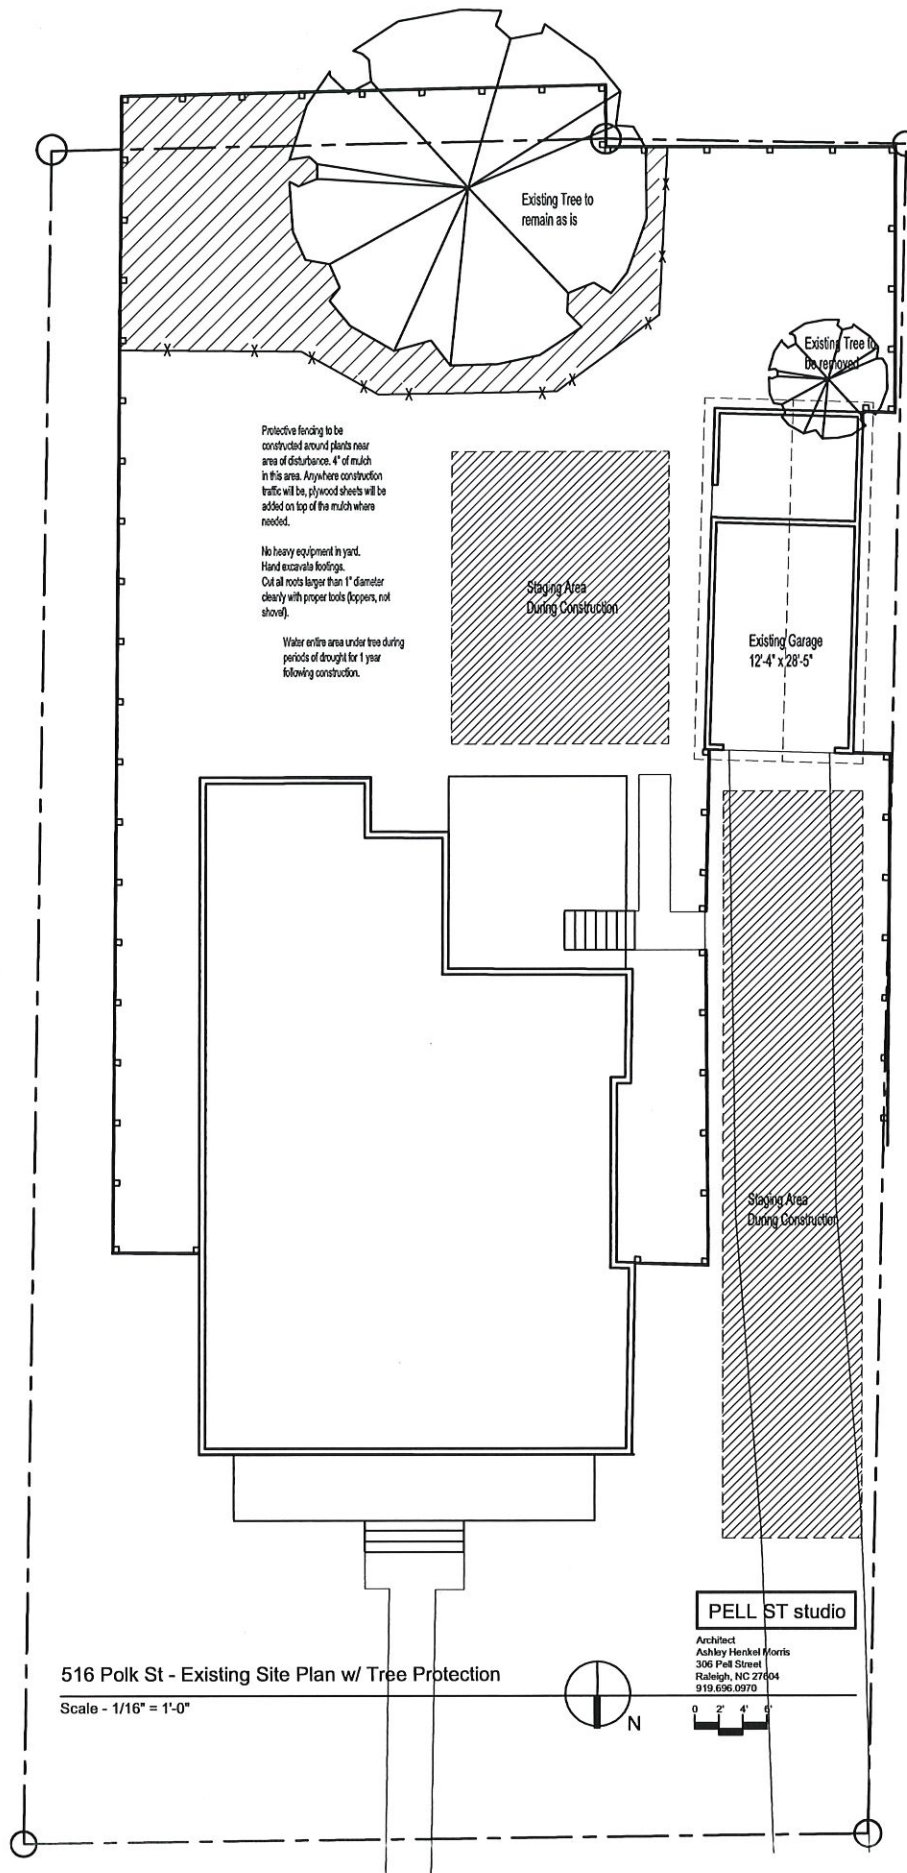 Existing Tree to
remain as is
Existing Tree to
be removed
Protective fencing to be
constructed around plants near
area of disturbance. 4" of mulch
in this area. Anywhere construction
traffic will be, plywood sheets will be
added on top of the mulch where
needed.
No heavy equipment in yard.
Hand excavate footings.
Cut all roots larger than 1" diameter
cleanly with proper tools (loppers, not
shovel).
Water entire area under tree during
periods of drought for 1 year
following construction.
Staging Area
During Construction
Existing Garage
12'-4" x 28'-5"
Staging Area
During Construction
PELL ST studio
Architect
Ashley Henkel Morris
306 Pell Street
Raleigh, NC 27604
919.696.0970
516 Polk St - Existing Site Plan w/ Tree Protection
Scale - 1/16" = 1'-0"
N
0 2' 4' 6'